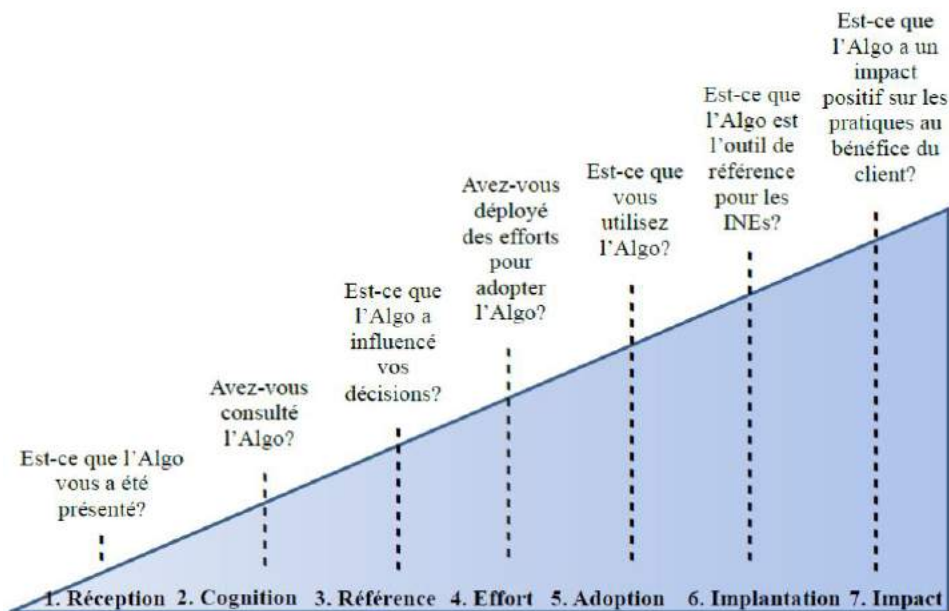 Est-ce que l'Algo
vous a été
présenté?
Avez-vous
consulté
l'Algo?
Est-ce que
l'Algo a
influencé
vos
décisions?
Avez-vous
déployé
des efforts
pour
adopter
l'Algo?
Est-ce que
vous
utilisez
l'Algo?
Est-ce que
l'Algo est
l'outil de
référence
pour les
INEs?
Est-ce que
l'Algo a un
impact
positif sur les
pratiques au
bénéfice du
client?
1. Réception 2. Cognition 3. Référence 4. Effort 5. Adoption 6. Implantation 7. Impact